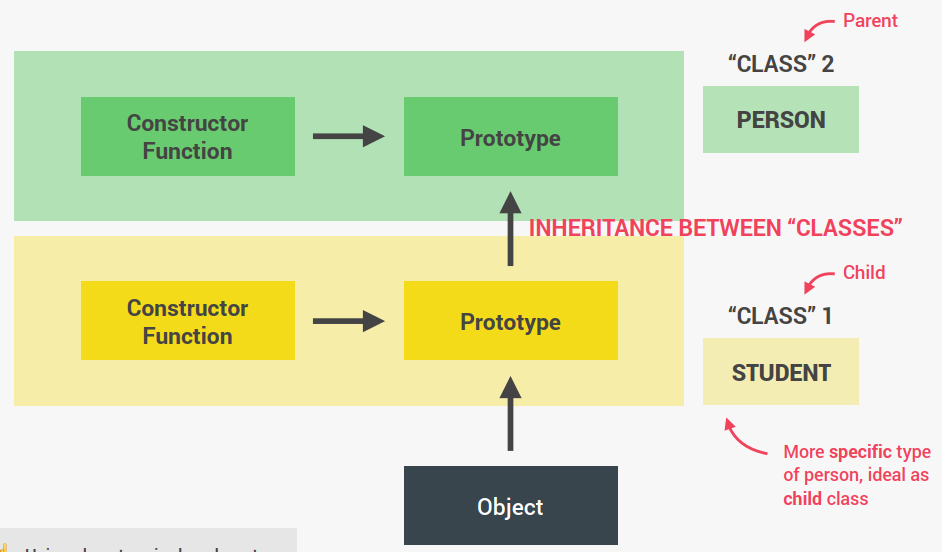 Parent
“CLASS” 2
Constructor
Function
Prototype
PERSON
INHERITANCE BETWEEN “CLASSES”
Child
“CLASS” 1
Constructor
Function
Prototype
STUDENT
More specific type
of person, ideal as
child class
Object